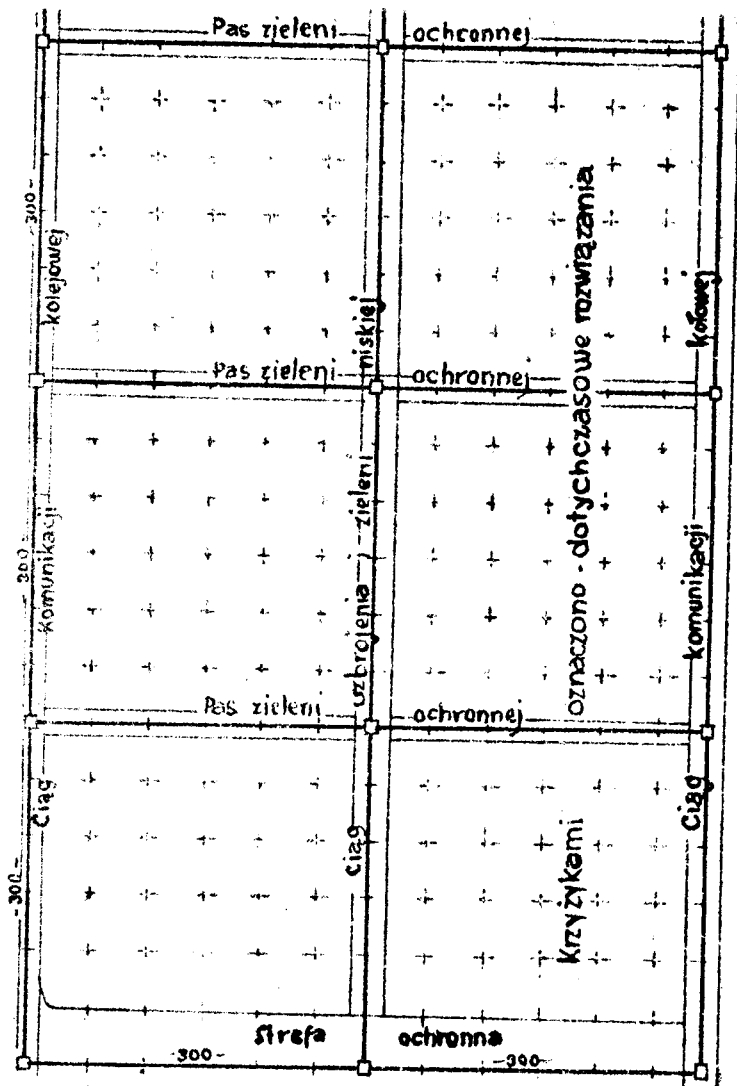 Pas zieleni ochronnej
-300-
-300-
-300-
Ciąg komunikacji kolejowej
Pas zieleni ochronnej
Ciąg uzbrojenia i zieleni niskiej
Krzyżykami oznaczono - dotychczasowe rozwiązania
Ciąg komunikacji kołowej
Pas zieleni ochronnej
Strefa ochronna
-300-
-300-